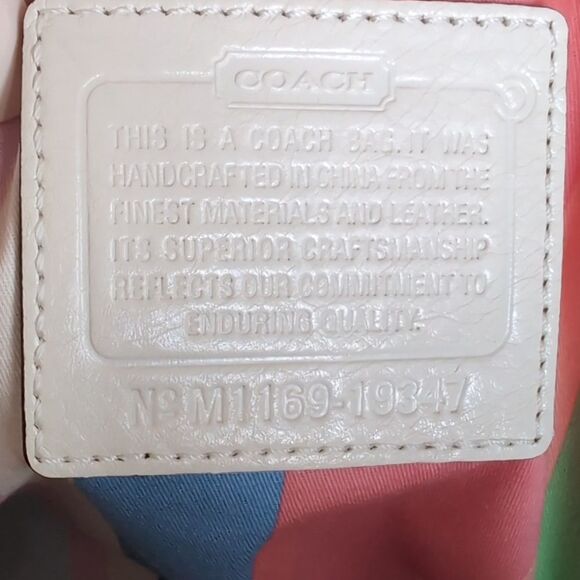 COACH
THIS IS A COACH BAG. IT WAS
HANDCRAFTED IN CHINA FROM THE
FINEST MATERIALS AND LEATHER.
ITS SUPERIOR CRAFTSMANSHIP
REFLECTS OUR COMMITMENT TO
ENDURING QUALITY.
Nº M1169-19347